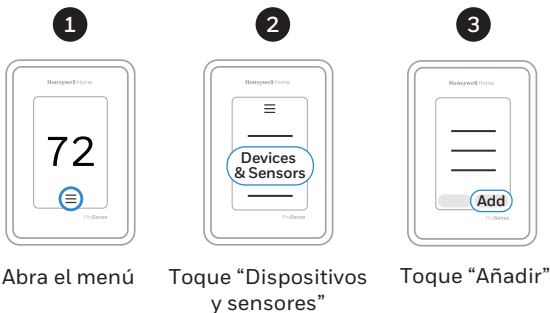 1
2
3
Honeywell Home
Honeywell Home
Honeywell Home
72
Devices
& Sensors
Add
ProSeries
ProSeries
ProSeries
Abra el menú
Toque “Dispositivos
y sensores”
Toque “Añadir”